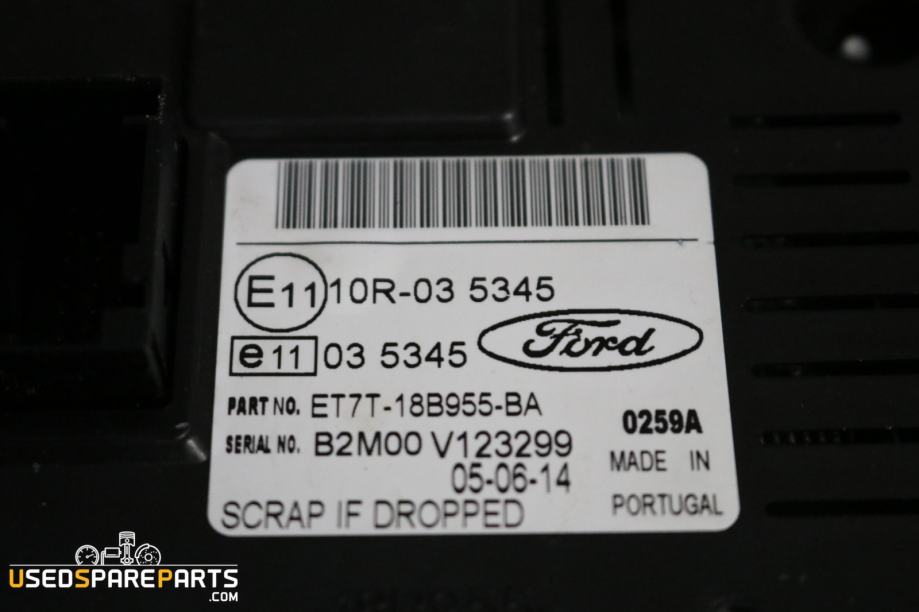 E11 10R-03 5345
e11 03 5345 Ford
PART NO. ET7T-18B955-BA
0259A
SERIAL NO. B2M00 V123299
05-06-14
MADE IN
PORTUGAL
SCRAP IF DROPPED
USEDSPAREPARTS
.COM